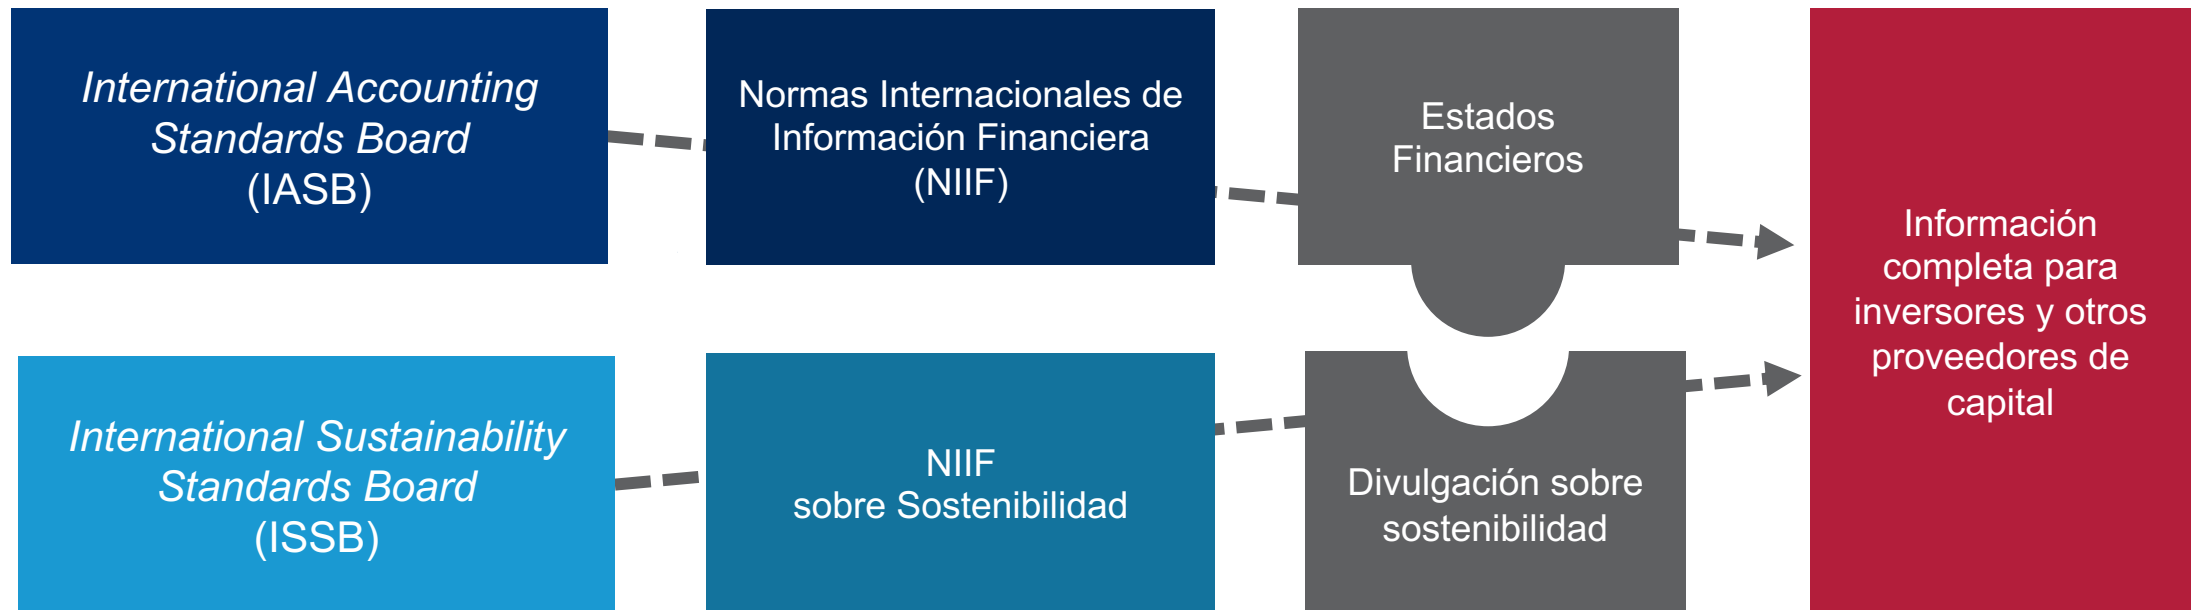 International Accounting
Standards Board
(IASB)
Normas Internacionales de
Información Financiera
(NIIF)
Estados
Financieros
Información
completa para
inversores y otros
proveedores de
capital
International Sustainability
Standards Board
(ISSB)
NIIF
sobre Sostenibilidad
Divulgación sobre
sostenibilidad